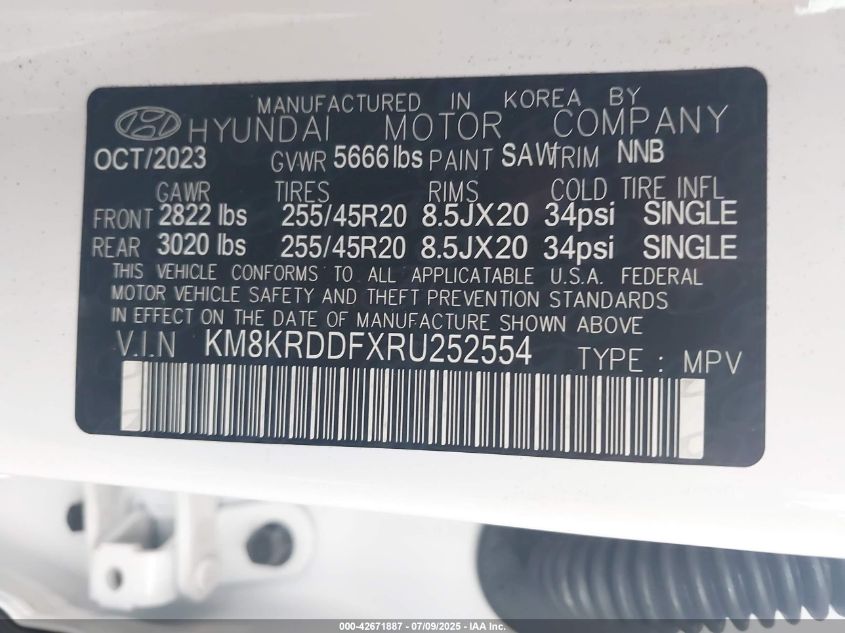 MANUFACTURED IN KOREA BY
HYUNDAI MOTOR COMPANY
OCT/2023 GVWR 5666 lbs PAINT SAW TRIM NNB
GAWR TIRES RIMS COLD TIRE INFL
FRONT 2822 lbs 255/45R20 8.5JX20 34psi SINGLE
REAR 3020 lbs 255/45R20 8.5JX20 34psi SINGLE
THIS VEHICLE CONFORMS TO ALL APPLICATABLE U.S.A. FEDERAL
MOTOR VEHICLE SAFETY AND THEFT PREVENTION STANDARDS
IN EFFECT ON THE DATE OF MANUFACTURER SHOWN ABOVE
V.I.N KM8KRDDFXRU252554 TYPE : MPV
000-42671887 - 07/09/2025 - IAA Inc.